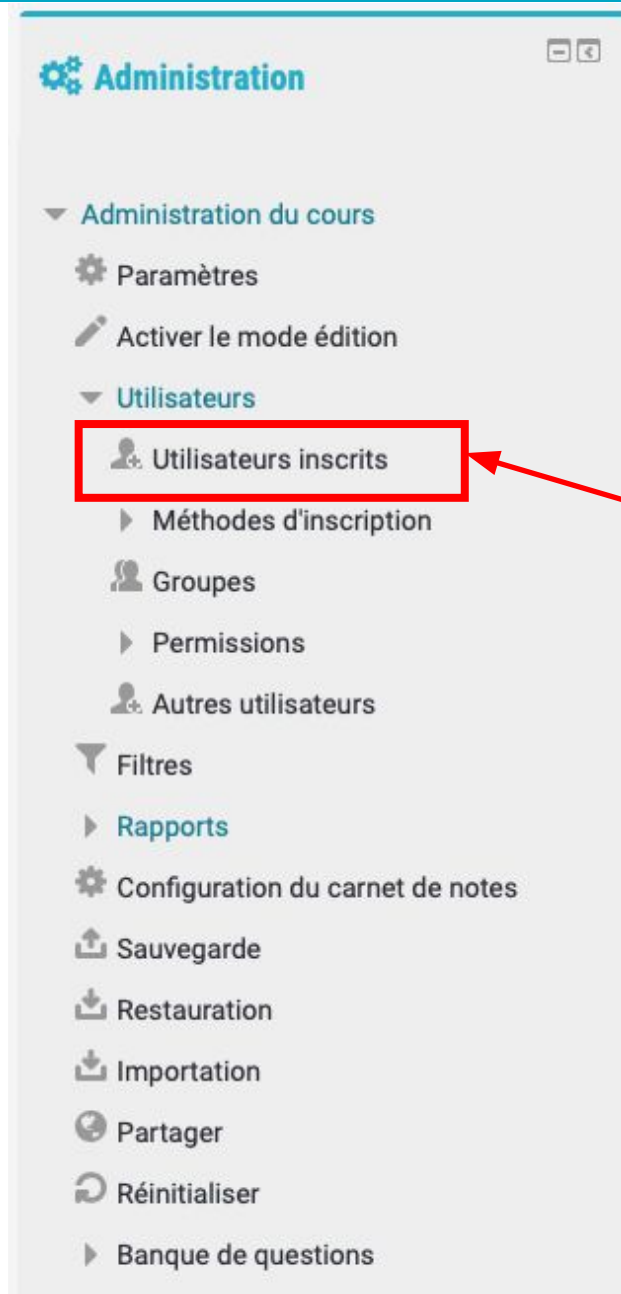 Administration
Administration du cours
Paramètres
Activer le mode édition
Utilisateurs
Utilisateurs inscrits
Méthodes d'inscription
Groupes
Permissions
Autres utilisateurs
Filtres
Rapports
Configuration du carnet de notes
Sauvegarde
Restauration
Importation
Partager
Réinitialiser
Banque de questions